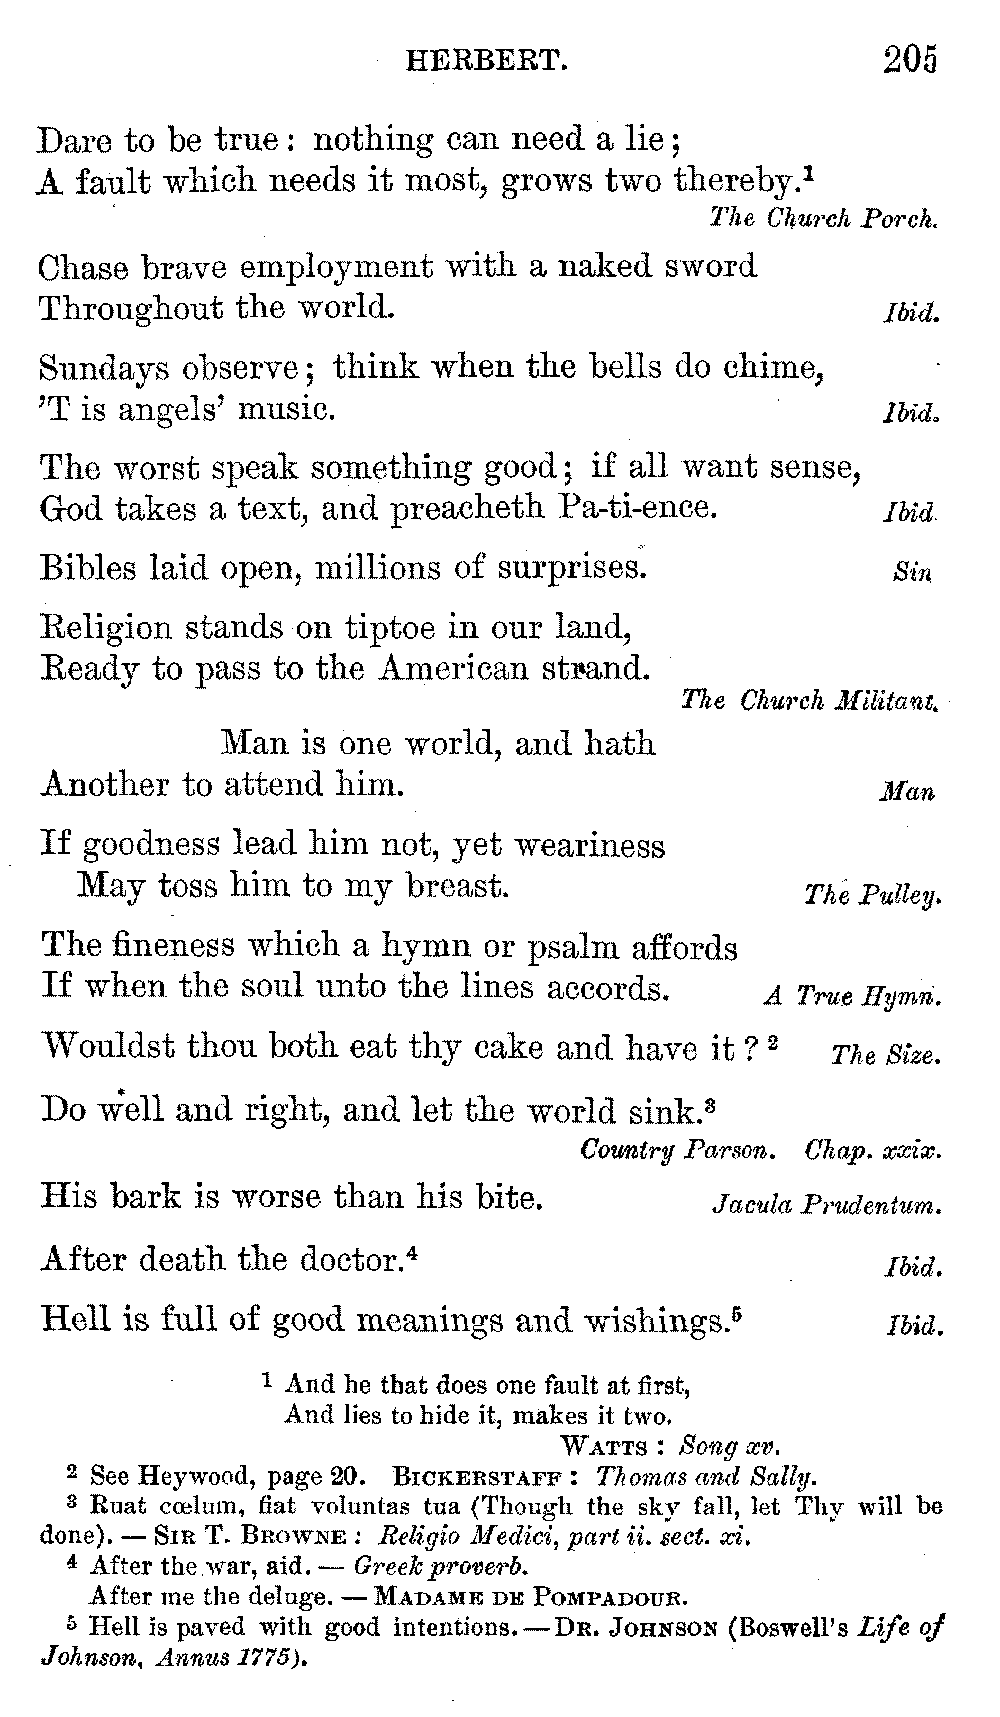 HERBERT. 205
Dare to be true: nothing can need a lie;
A fault which needs it most, grows two thereby.¹
The Church Porch.
Chase brave employment with a naked sword
Throughout the world. Ibid.
Sundays observe; think when the bells do chime,
'T is angels' music. Ibid.
The worst speak something good; if all want sense,
God takes a text, and preacheth Pa-ti-ence. Ibid.
Bibles laid open, millions of surprises. Sin
Religion stands on tiptoe in our land,
Ready to pass to the American strand.
The Church Militant.
Man is one world, and hath
Another to attend him. Man
If goodness lead him not, yet weariness
May toss him to my breast. The Pulley.
The fineness which a hymn or psalm affords
If when the soul unto the lines accords. A True Hymn.
Wouldst thou both eat thy cake and have it?² The Size.
Do well and right, and let the world sink.³
Country Parson. Chap. xxix.
His bark is worse than his bite. Jacula Prudentum.
After death the doctor.⁴ Ibid.
Hell is full of good meanings and wishings.⁵ Ibid.
¹ And he that does one fault at first,
And lies to hide it, makes it two.
WATTS: Song xv.
² See Heywood, page 20. BICKERSTAFF: Thomas and Sally.
³ Ruat cœlum, fiat voluntas tua (Though the sky fall, let Thy will be
done). — SIR T. BROWNE: Religio Medici, part ii. sect. xi.
⁴ After the war, aid. — Greek proverb.
After me the deluge. — MADAME DE POMPADOUR.
⁵ Hell is paved with good intentions. — DR. JOHNSON (Boswell's Life of
Johnson, Annus 1775).